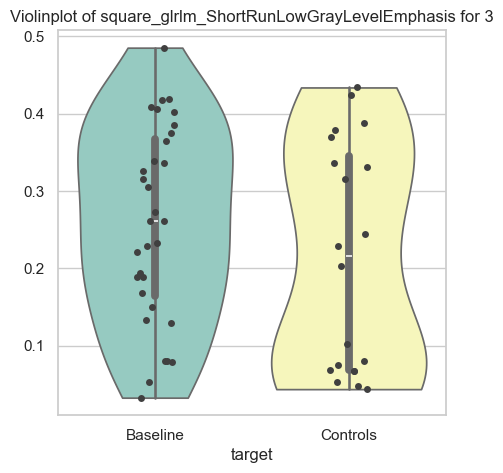 Violinplot of square_glrlm_ShortRunLowGrayLevelEmphasis for 3
0.5
0.4
0.3
0.2
0.1
Baseline Controls
target